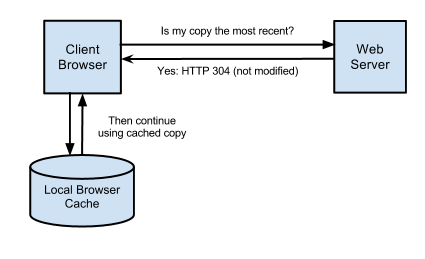 Is my copy the most recent?
Client
Browser
Web
Server
Yes: HTTP 304 (not modified)
Then continue
using cached copy
Local Browser
Cache